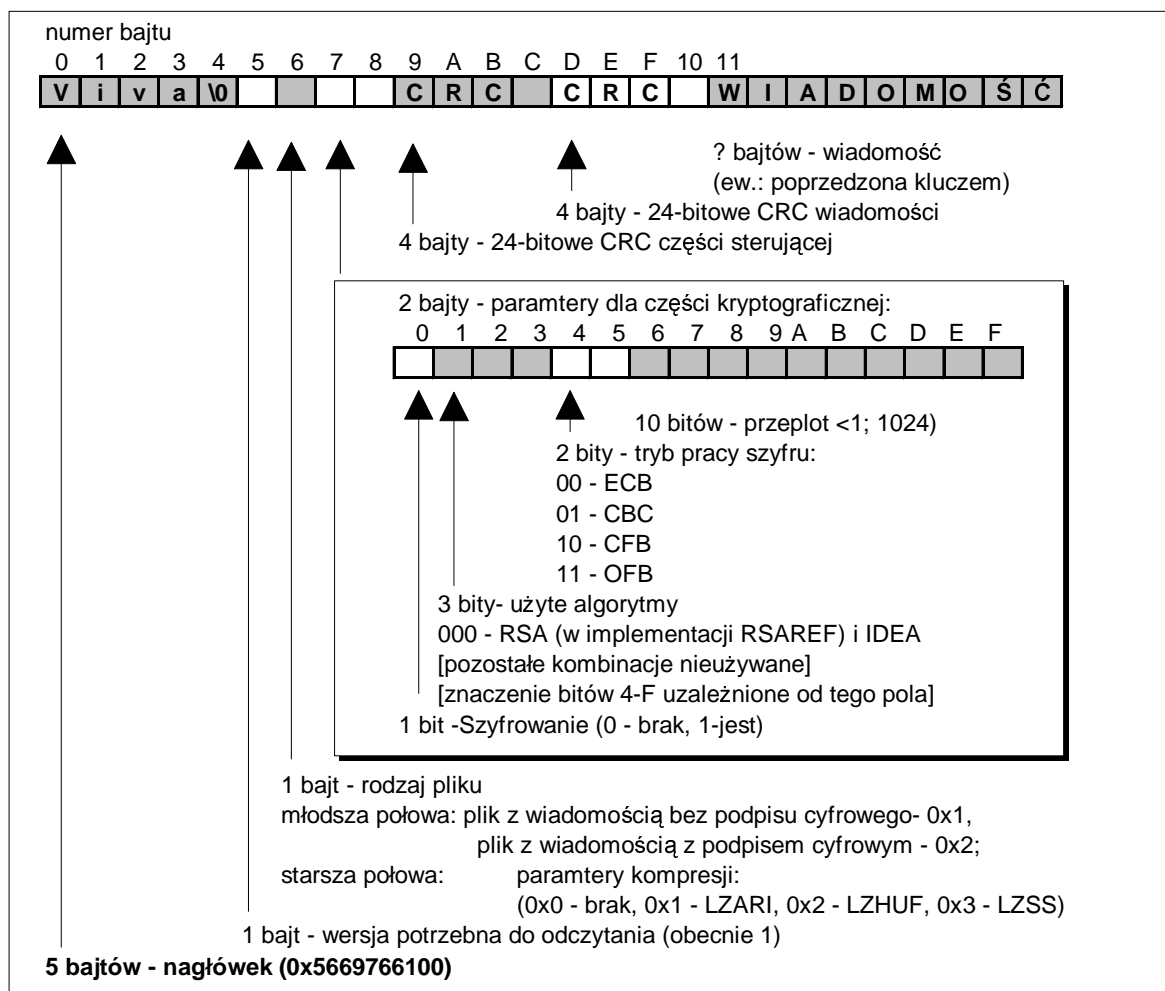 numer bajtu
0 1 2 3 4 5 6 7 8 9 A B C D E F 10 11
V i v a \0 C R C C R C W I A D O M O Ś Ć
? bajtów - wiadomość
(ew.: poprzedzona kluczem)
4 bajty - 24-bitowe CRC wiadomości
4 bajty - 24-bitowe CRC części sterującej
2 bajty - paramtery dla części kryptograficznej:
0 1 2 3 4 5 6 7 8 9 A B C D E F
10 bitów - przeplot <1; 1024)
2 bity - tryb pracy szyfru:
00 - ECB
01 - CBC
10 - CFB
11 - OFB
3 bity- użyte algorytmy
000 - RSA (w implementacji RSAREF) i IDEA
[pozostałe kombinacje nieużywane]
[znaczenie bitów 4-F uzależnione od tego pola]
1 bit -Szyfrowanie (0 - brak, 1-jest)
1 bajt - rodzaj pliku
młodsza połowa: plik z wiadomością bez podpisu cyfrowego- 0x1,
plik z wiadomością z podpisem cyfrowym - 0x2;
starsza połowa: paramtery kompresji:
(0x0 - brak, 0x1 - LZARI, 0x2 - LZHUF, 0x3 - LZSS)
1 bajt - wersja potrzebna do odczytania (obecnie 1)
5 bajtów - nagłówek (0x5669766100)